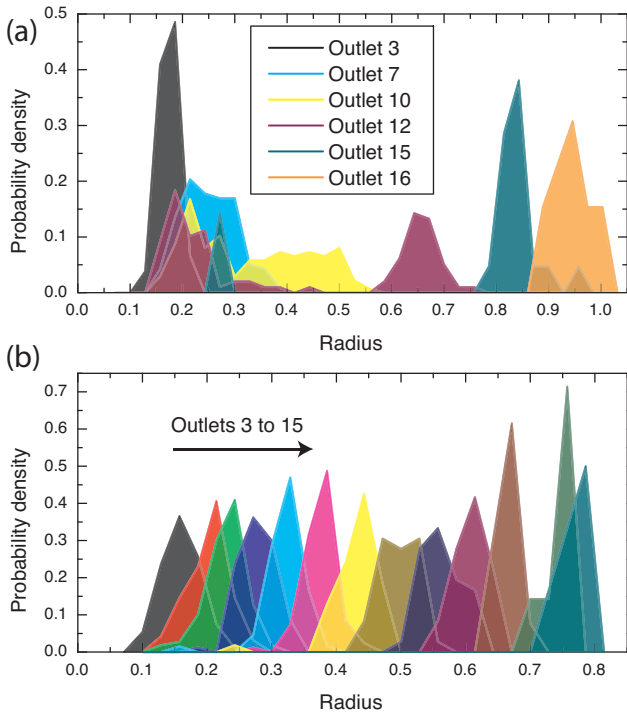 (a)
Probability density
0.5
0.4
0.3
0.2
0.1
0.0
Outlet 3
Outlet 7
Outlet 10
Outlet 12
Outlet 15
Outlet 16
0.0 0.1 0.2 0.3 0.4 0.5 0.6 0.7 0.8 0.9 1.0
Radius
(b)
Probability density
0.7
0.6
0.5
0.4
0.3
0.2
0.1
0.0
Outlets 3 to 15
0.0 0.1 0.2 0.3 0.4 0.5 0.6 0.7 0.8
Radius